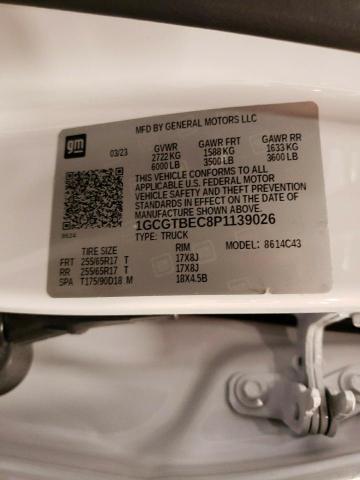 MFD BY GENERAL MOTORS LLC
gm
03/23 GVWR GAWR FRT GAWR RR
2722 KG 1588 KG 1633 KG
6000 LB 3500 LB 3600 LB
THIS VEHICLE CONFORMS TO ALL
APPLICABLE U.S. FEDERAL MOTOR
VEHICLE SAFETY AND THEFT PREVENTION
STANDARDS IN EFFECT ON THE DATE OF
MANUFACTURE SHOWN ABOVE.
1GCGTBEC8P1139026
TYPE: TRUCK
MODEL: 8614C43
TIRE SIZE RIM
FRT 255/65R17 T 17X8J
RR 255/65R17 T 17X8J
SPA T175/90D18 M 18X4.5B